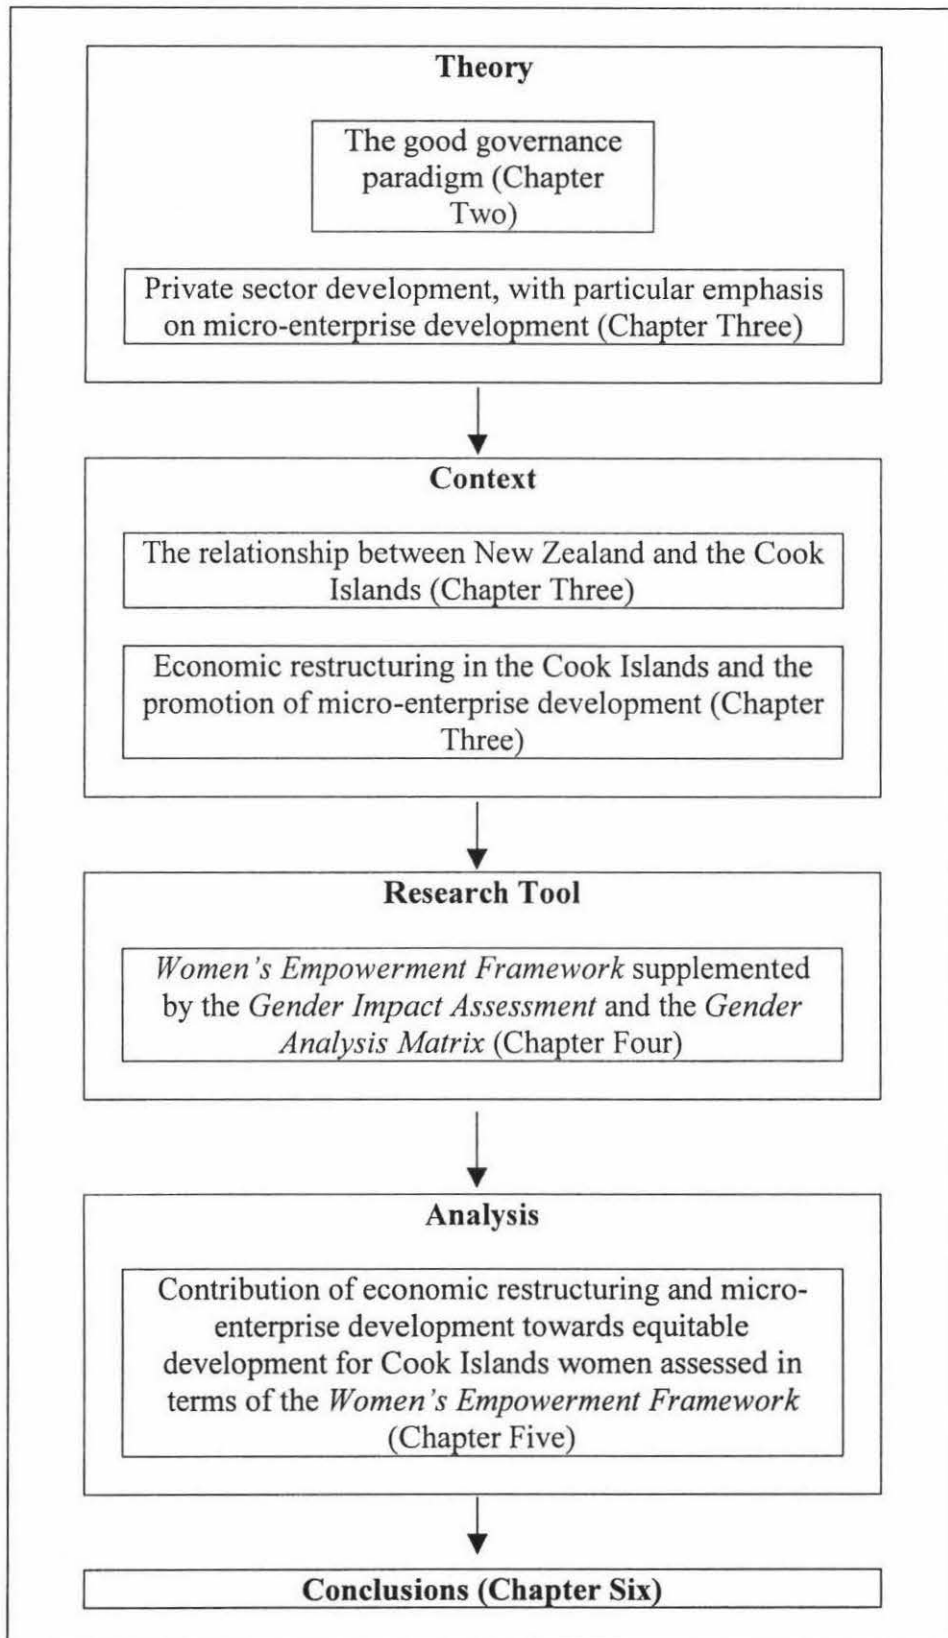 Theory
The good governance
paradigm (Chapter
Two)
Private sector development, with particular emphasis
on micro-enterprise development (Chapter Three)
Context
The relationship between New Zealand and the Cook
Islands (Chapter Three)
Economic restructuring in the Cook Islands and the
promotion of micro-enterprise development (Chapter
Three)
Research Tool
Women's Empowerment Framework supplemented
by the Gender Impact Assessment and the Gender
Analysis Matrix (Chapter Four)
Analysis
Contribution of economic restructuring and micro-
enterprise development towards equitable
development for Cook Islands women assessed in
terms of the Women's Empowerment Framework
(Chapter Five)
Conclusions (Chapter Six)